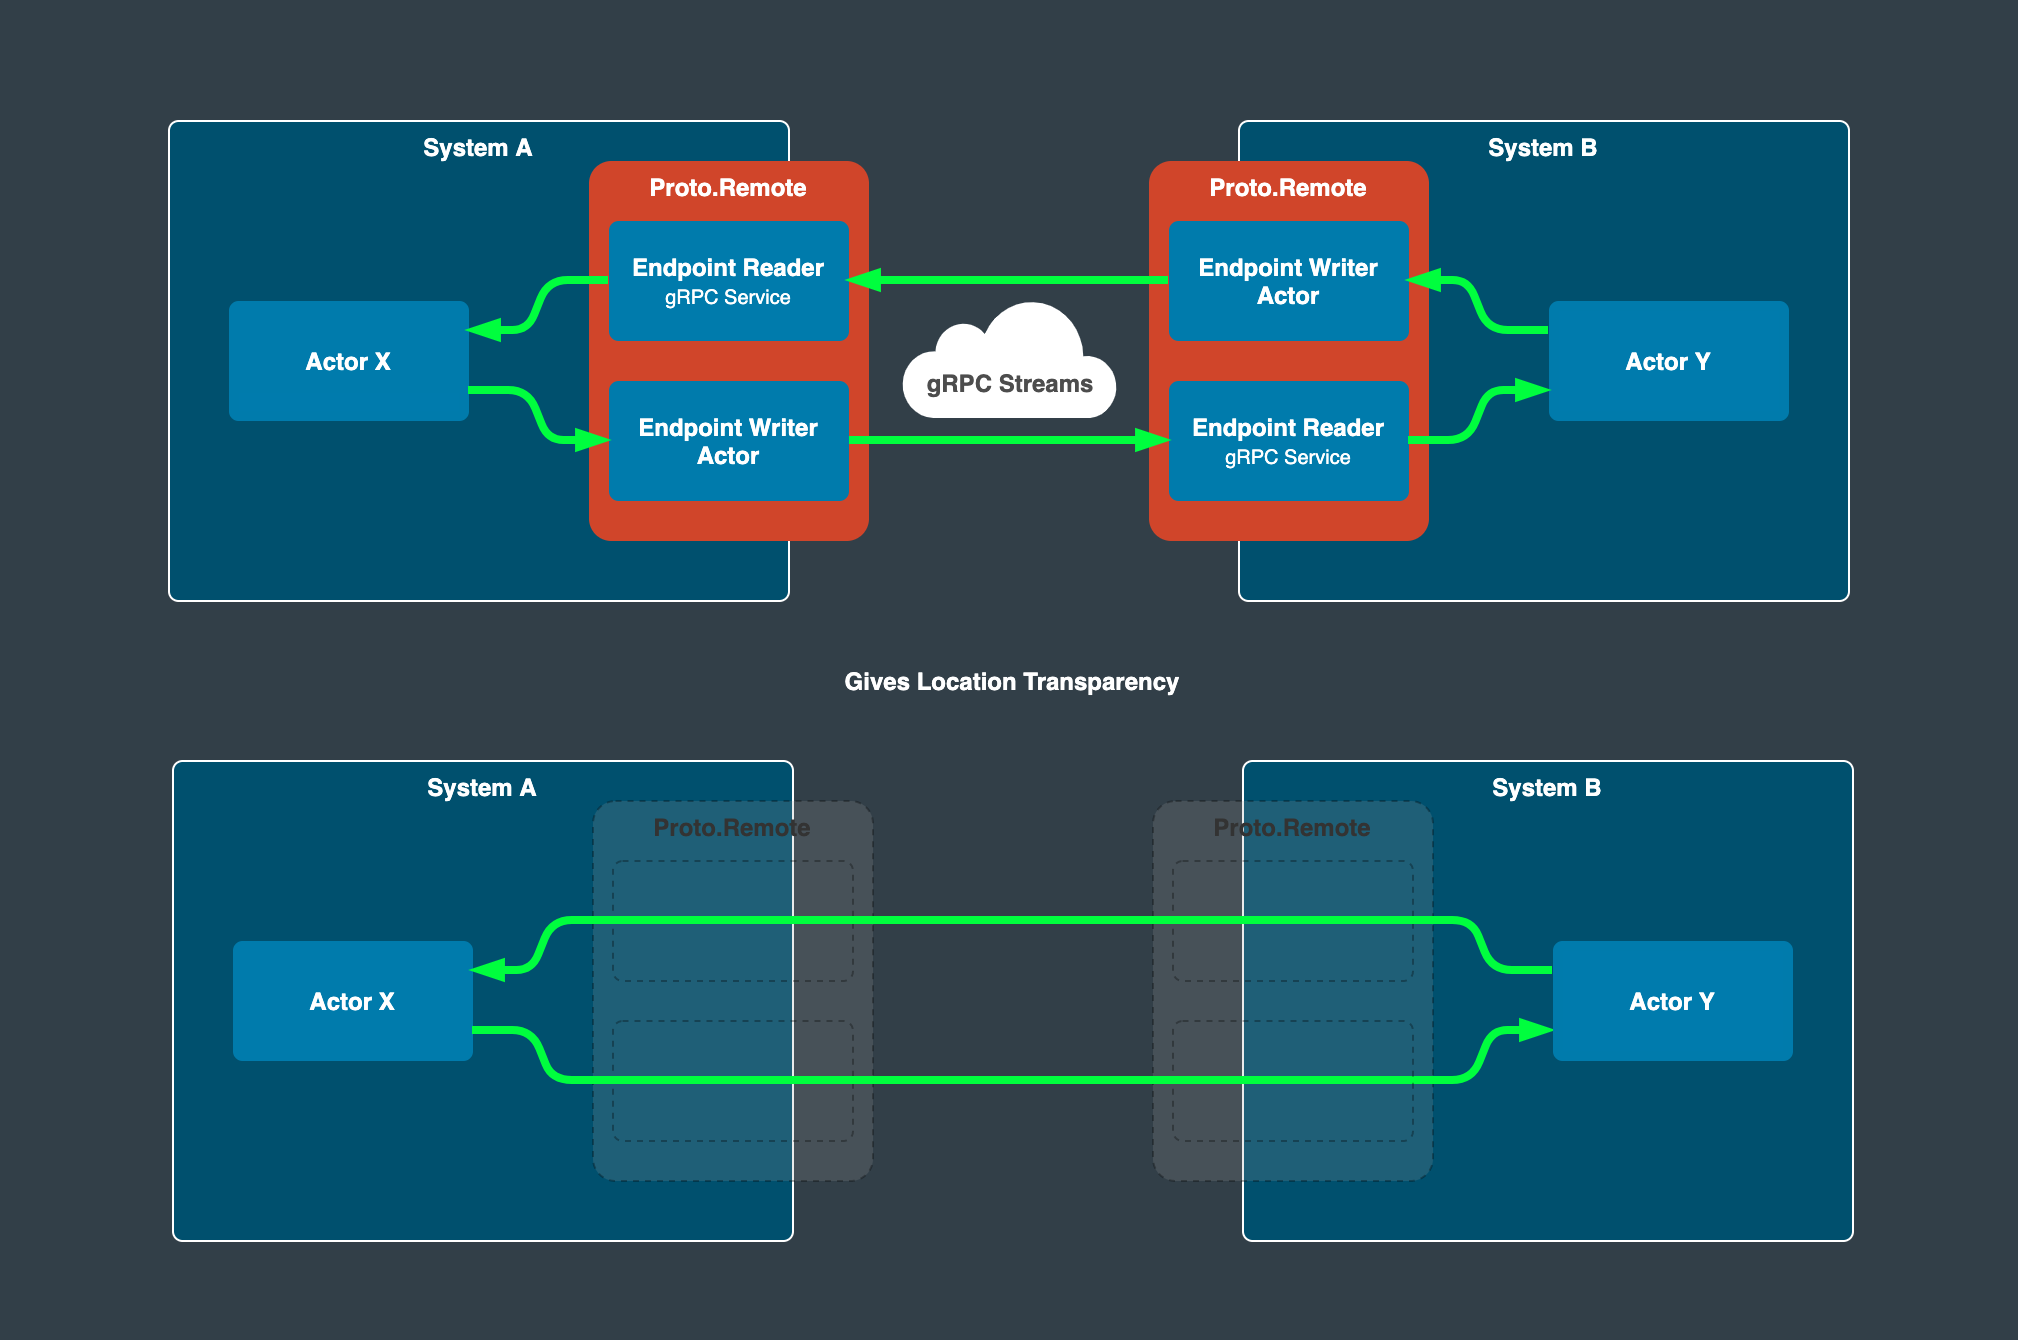 System A
System B
Proto.Remote
Proto.Remote
Endpoint Reader
gRPC Service
Endpoint Writer
Actor
Actor X
gRPC Streams
Actor Y
Endpoint Writer
Actor
Endpoint Reader
gRPC Service
Gives Location Transparency
System A
System B
Proto.Remote
Proto.Remote
Actor X
Actor Y